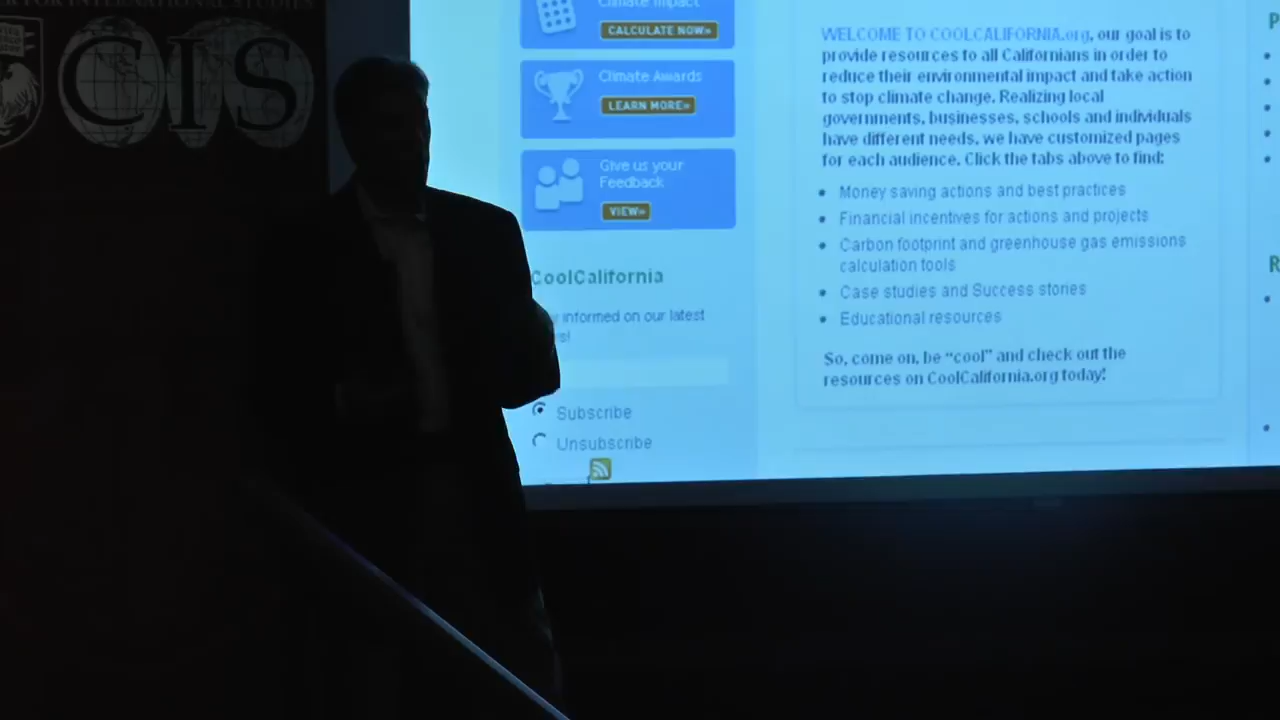 FOR INTERNATIONAL STUDIES
CIS
Climate Impact
CALCULATE NOW»
Climate Awards
LEARN MORE»
Give us your
Feedback
VIEW»
CoolCalifornia
informed on our latest
Subscribe
Unsubscribe
WELCOME TO COOLCALIFORNIA.org, our goal is to
provide resources to all Californians in order to
reduce their environmental impact and take action
to stop climate change. Realizing local
governments, businesses, schools and individuals
have different needs, we have customized pages
for each audience. Click the tabs above to find:
• Money saving actions and best practices
• Financial incentives for actions and projects
• Carbon footprint and greenhouse gas emissions
calculation tools
• Case studies and Success stories
• Educational resources
So, come on, be “cool” and check out the
resources on CoolCalifornia.org today!
P
R